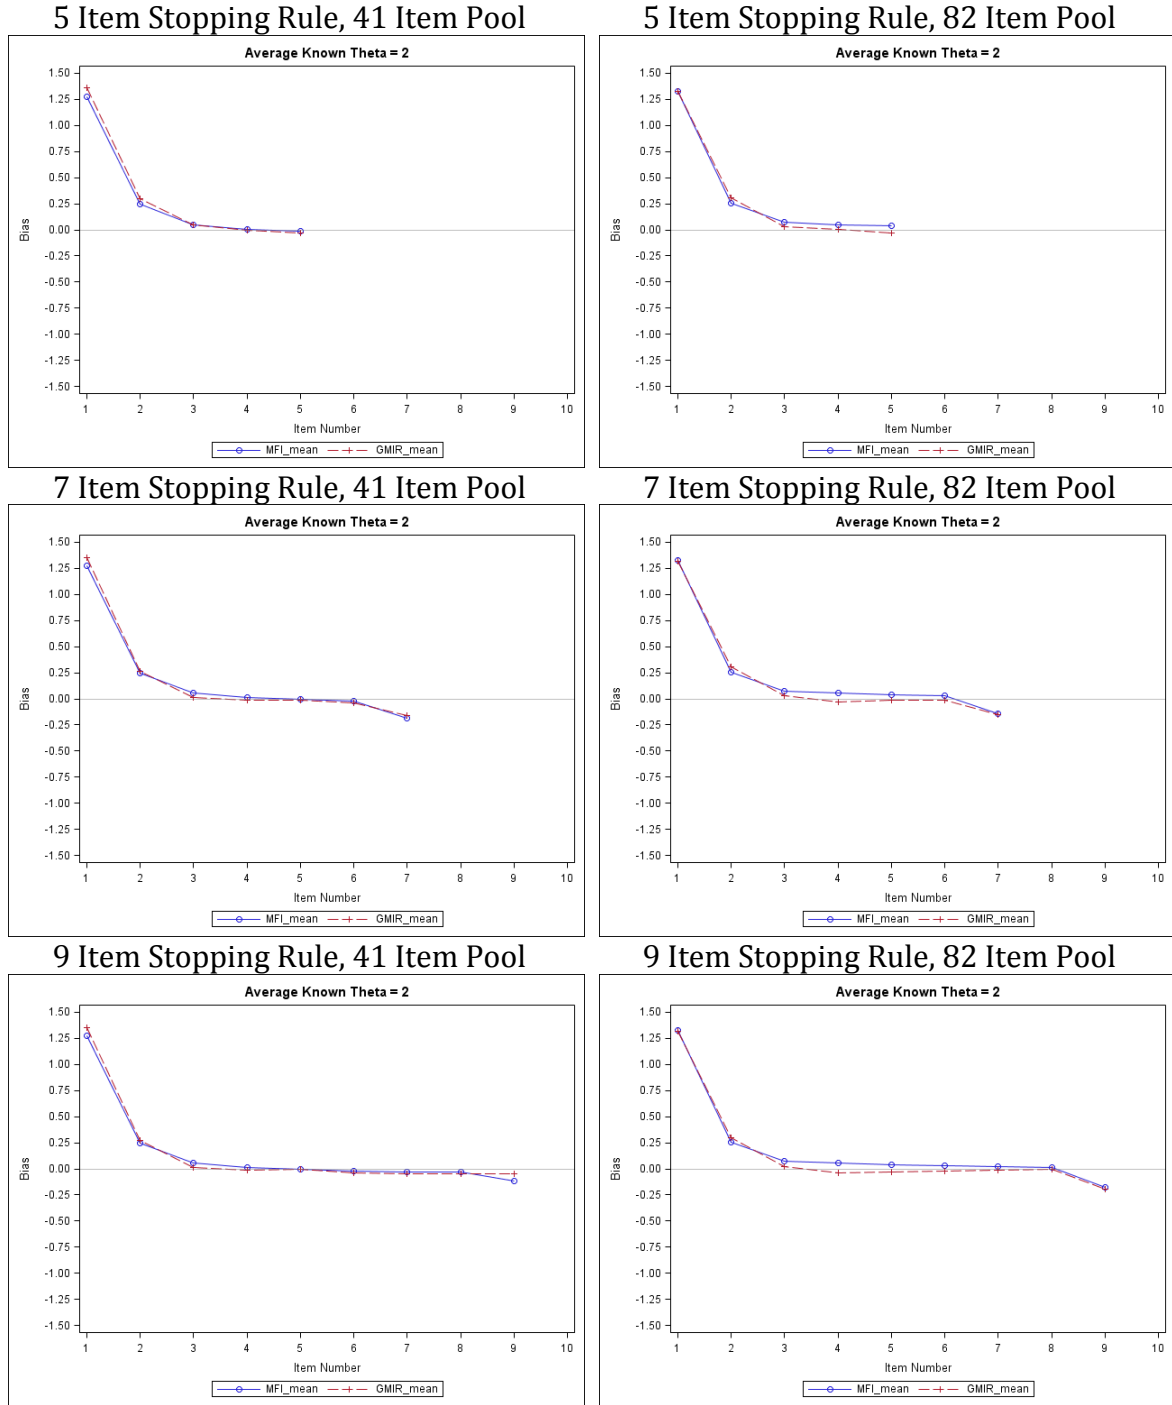 5 Item Stopping Rule, 41 Item Pool
Average Known Theta = 2
1.50
1.25
1.00
0.75
0.50
0.25
0.00
-0.25
-0.50
-0.75
-1.00
-1.25
-1.50
Bias
1 2 3 4 5 6 7 8 9 10
Item Number
MFI_mean GMIR_mean
5 Item Stopping Rule, 82 Item Pool
Average Known Theta = 2
1.50
1.25
1.00
0.75
0.50
0.25
0.00
-0.25
-0.50
-0.75
-1.00
-1.25
-1.50
Bias
1 2 3 4 5 6 7 8 9 10
Item Number
MFI_mean GMIR_mean
7 Item Stopping Rule, 41 Item Pool
Average Known Theta = 2
1.50
1.25
1.00
0.75
0.50
0.25
0.00
-0.25
-0.50
-0.75
-1.00
-1.25
-1.50
Bias
1 2 3 4 5 6 7 8 9 10
Item Number
MFI_mean GMIR_mean
7 Item Stopping Rule, 82 Item Pool
Average Known Theta = 2
1.50
1.25
1.00
0.75
0.50
0.25
0.00
-0.25
-0.50
-0.75
-1.00
-1.25
-1.50
Bias
1 2 3 4 5 6 7 8 9 10
Item Number
MFI_mean GMIR_mean
9 Item Stopping Rule, 41 Item Pool
Average Known Theta = 2
1.50
1.25
1.00
0.75
0.50
0.25
0.00
-0.25
-0.50
-0.75
-1.00
-1.25
-1.50
Bias
1 2 3 4 5 6 7 8 9 10
Item Number
MFI_mean GMIR_mean
9 Item Stopping Rule, 82 Item Pool
Average Known Theta = 2
1.50
1.25
1.00
0.75
0.50
0.25
0.00
-0.25
-0.50
-0.75
-1.00
-1.25
-1.50
Bias
1 2 3 4 5 6 7 8 9 10
Item Number
MFI_mean GMIR_mean